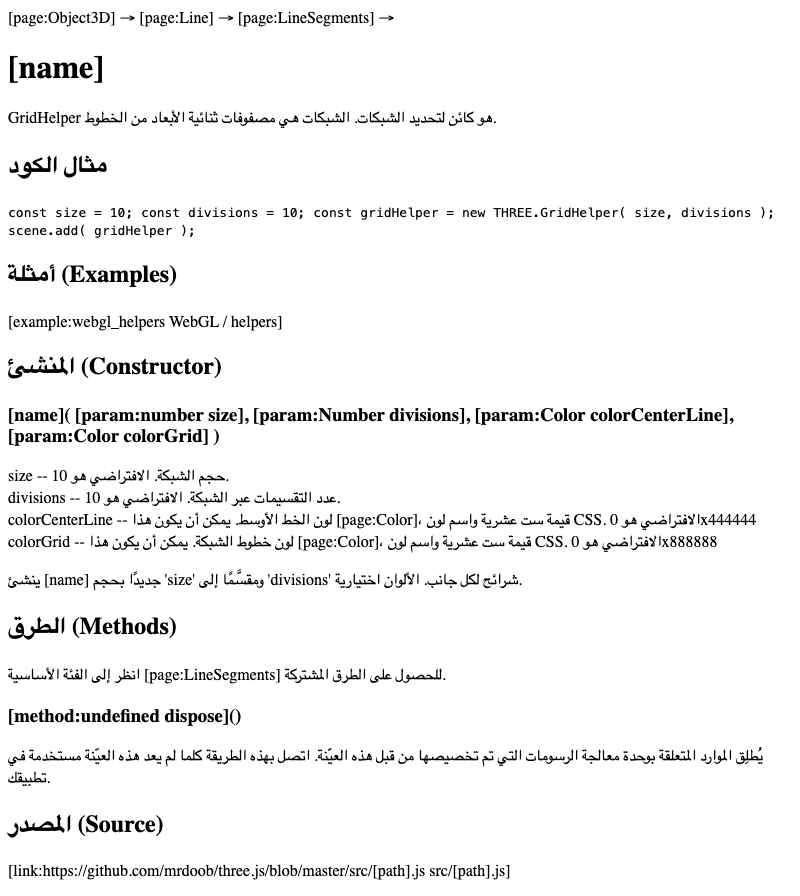 [page:Object3D] → [page:Line] → [page:LineSegments] →
[name]
GridHelper هو كائن لتحديد الشبكات. الشبكات هي مصفوفات ثنائية الأبعاد من الخطوط.
مثال الكود
const size = 10; const divisions = 10; const gridHelper = new THREE.GridHelper( size, divisions );
scene.add( gridHelper );
أمثلة (Examples)
[example:webgl_helpers WebGL / helpers]
المنشئ (Constructor)
[name]( [param:number size], [param:Number divisions], [param:Color colorCenterLine],
[param:Color colorGrid] )
size -- حجم الشبكة. الافتراضي هو 10.
divisions -- عدد التقسيمات عبر الشبكة. الافتراضي هو 10.
colorCenterLine -- لون الخط الأوسط. يمكن أن يكون هذا [page:Color]، قيمة ست عشرية واسم لون CSS. الافتراضي هو 0x444444
colorGrid -- لون خطوط الشبكة. يمكن أن يكون هذا [page:Color]، قيمة ست عشرية واسم لون CSS. الافتراضي هو 0x888888
ينشئ [name] جديدًا بحجم 'size' ومقسَّمًا إلى 'divisions' شرائح لكل جانب. الألوان اختيارية.
الطرق (Methods)
انظر إلى الفئة الأساسية [page:LineSegments] للحصول على الطرق المشتركة.
[method:undefined dispose]()
يُطلِق الموارد المتعلقة بوحدة معالجة الرسومات التي تم تخصيصها من قبل هذه العيّنة. اتصل بهذه الطريقة كلما لم يعد هذه العيّنة مستخدمة في
تطبيقك.
المصدر (Source)
[link:https://github.com/mrdoob/three.js/blob/master/src/[path].js src/[path].js]